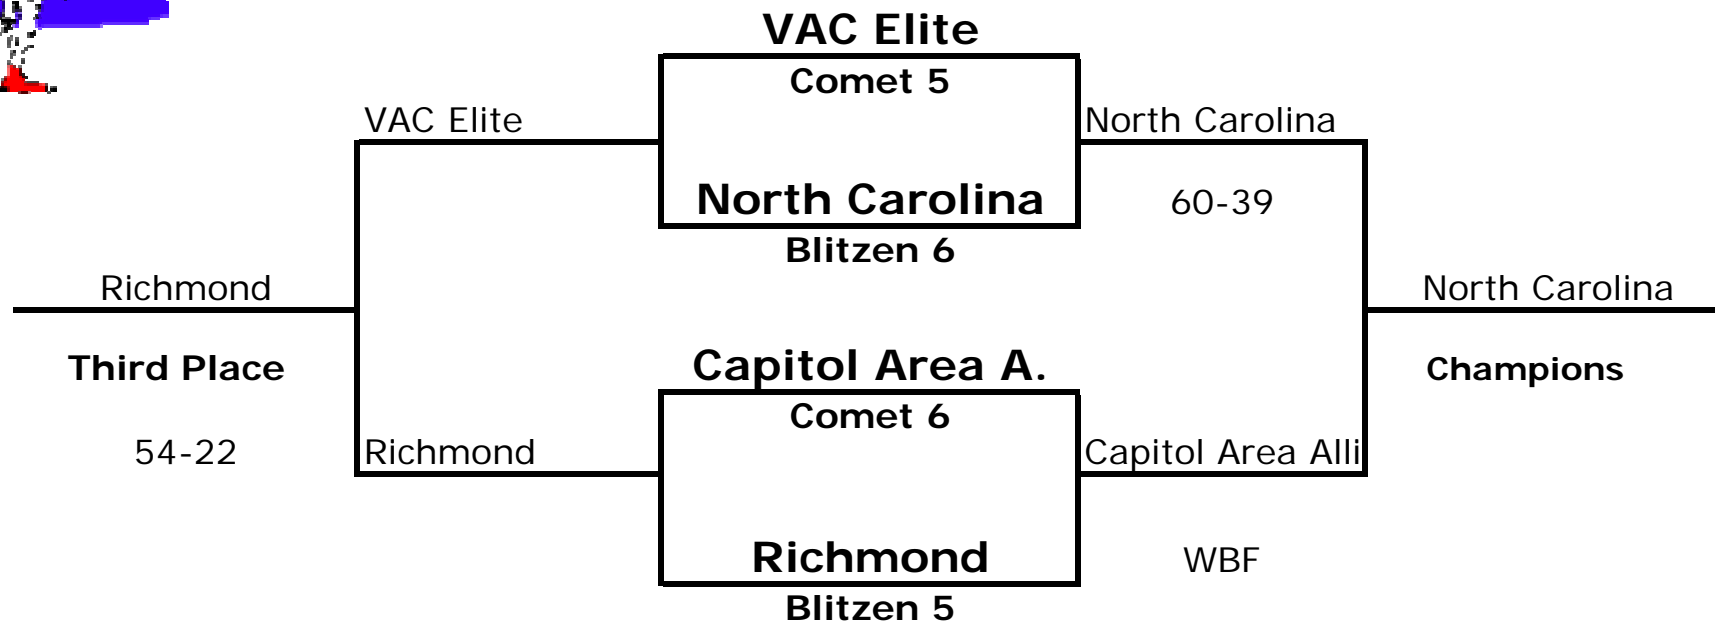 VAC Elite
Comet 5
VAC Elite
North Carolina
North Carolina
60-39
Blitzen 6
Richmond
North Carolina
Third Place
Capitol Area A.
Champions
Comet 6
54-22
Richmond
Capitol Area Alli
Richmond
WBF
Blitzen 5